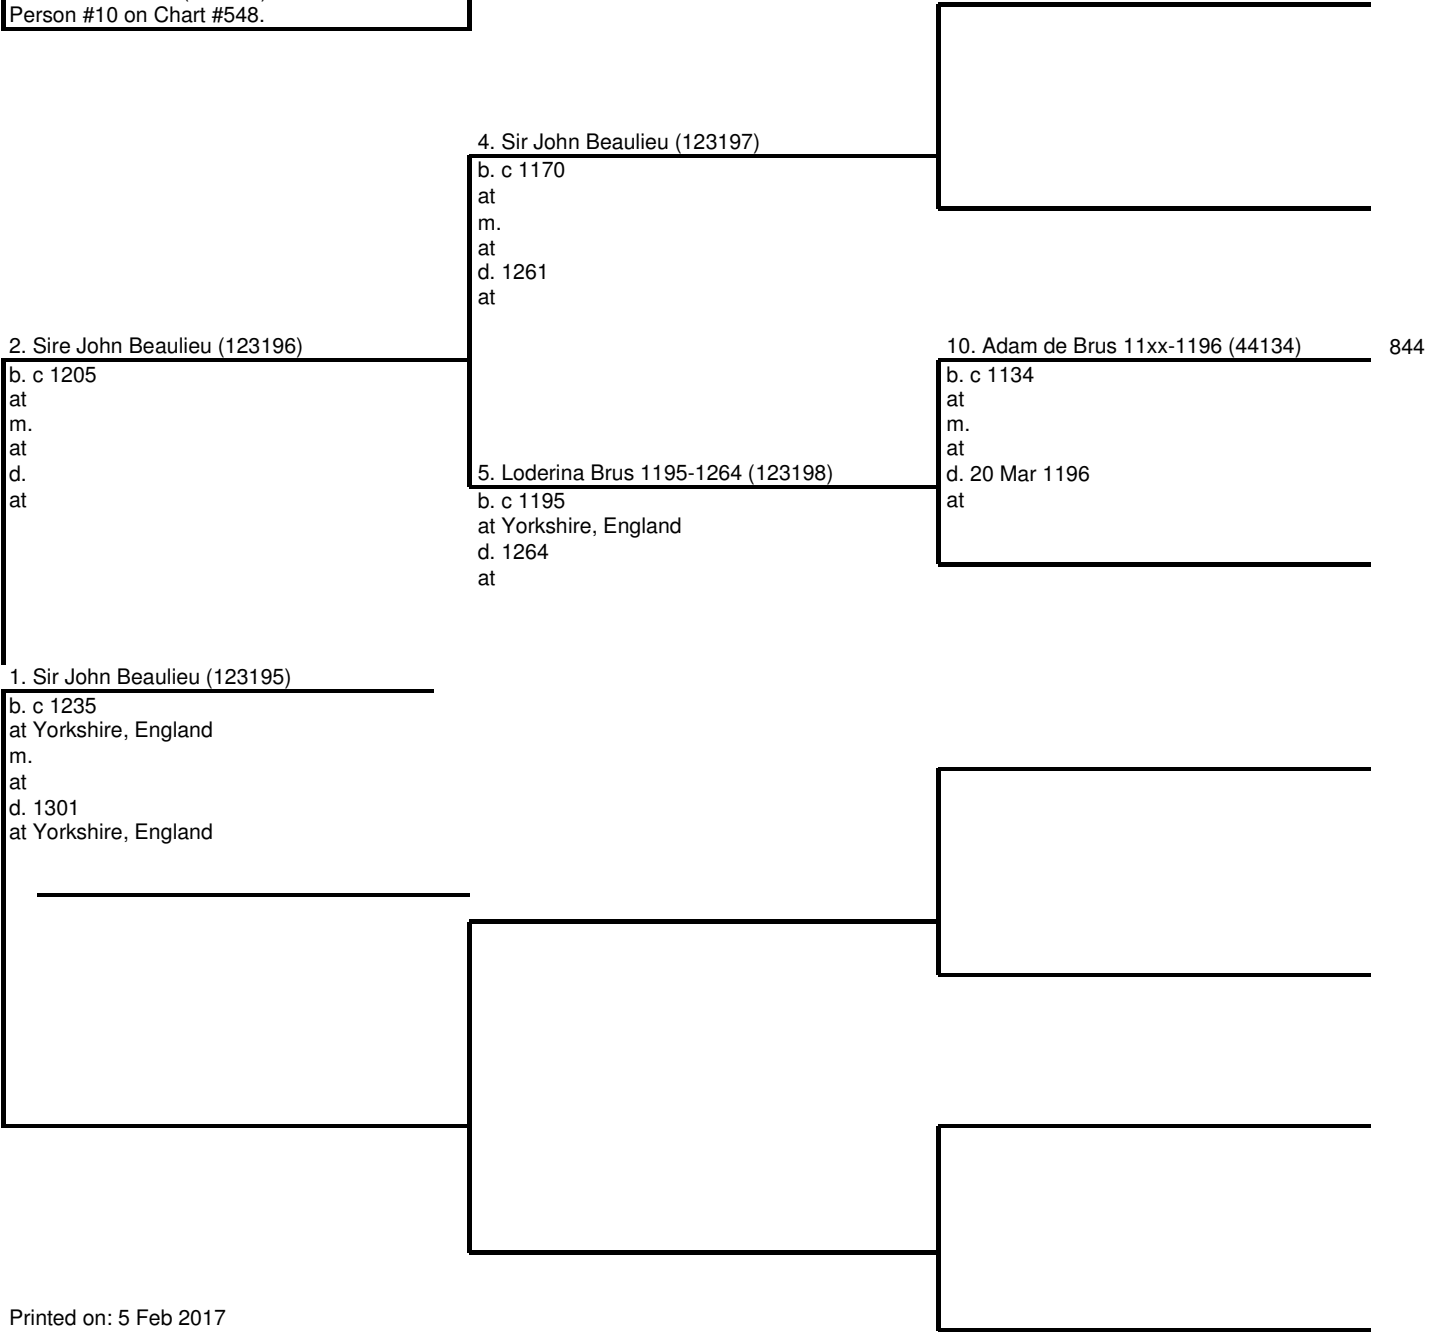 Person #10 on Chart #548.
4. Sir John Beaulieu (123197)
b. c 1170
at
m.
at
d. 1261
at
2. Sire John Beaulieu (123196)
b. c 1205
at
m.
at
d.
at
10. Adam de Brus 11xx-1196 (44134)
844
b. c 1134
at
m.
at
d. 20 Mar 1196
at
5. Loderina Brus 1195-1264 (123198)
b. c 1195
at Yorkshire, England
d. 1264
at
1. Sir John Beaulieu (123195)
b. c 1235
at Yorkshire, England
m.
at
d. 1301
at Yorkshire, England
Printed on: 5 Feb 2017